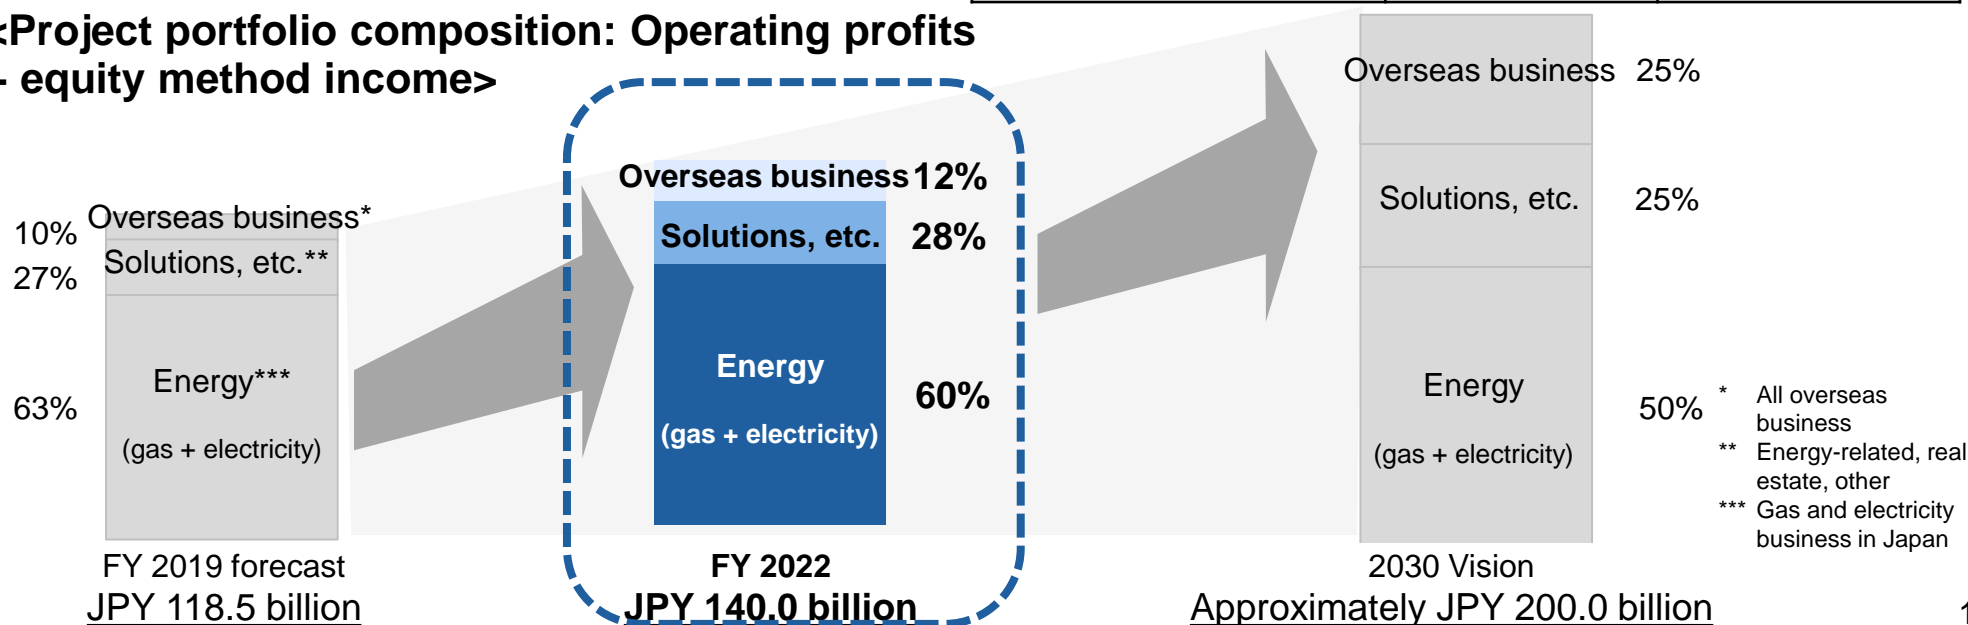 <Project portfolio composition: Operating profits
equity method income>
Overseas business*
10%
Solutions, etc.**
27%
Energy***
63%
(gas + electricity)
FY 2019 forecast
JPY 118.5 billion
Overseas business 12%
Solutions, etc. 28%
Energy
60%
(gas + electricity)
FY 2022
JPY 140.0 billion
Overseas business 25%
Solutions, etc. 25%
Energy
50%
(gas + electricity)
2030 Vision
Approximately JPY 200.0 billion
* All overseas
business
** Energy-related, real
estate, other
*** Gas and electricity
business in Japan